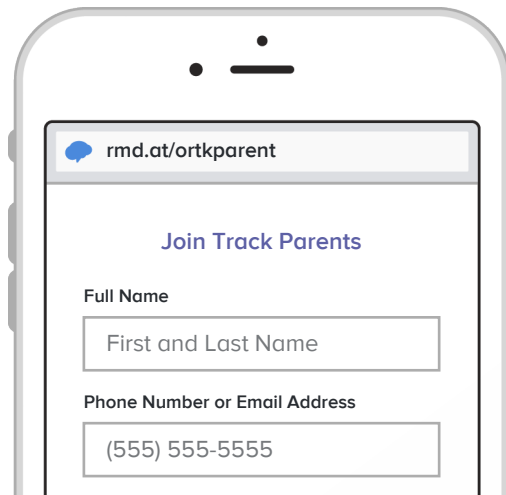 rmd.at/ortkparent
Join Track Parents
Full Name
First and Last Name
Phone Number or Email Address
(555) 555-5555